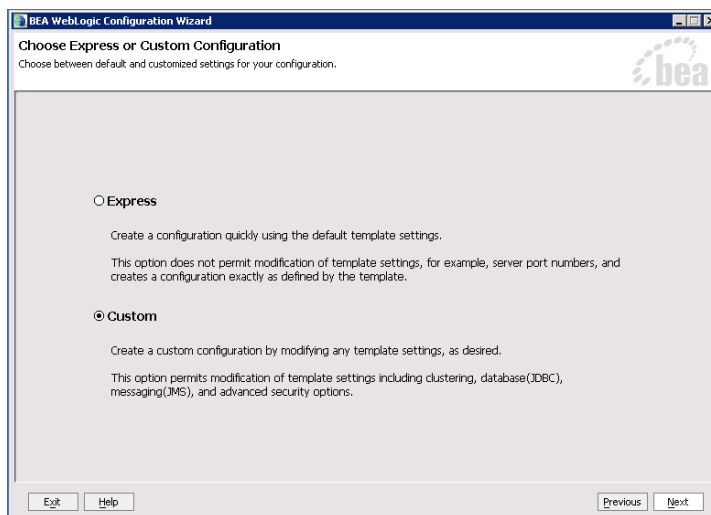 BEA WebLogic Configuration Wizard
Choose Express or Custom Configuration
Choose between default and customized settings for your configuration.
bea
Express
Create a configuration quickly using the default template settings.
This option does not permit modification of template settings, for example, server port numbers, and
creates a configuration exactly as defined by the template.
Custom
Create a custom configuration by modifying any template settings, as desired.
This option permits modification of template settings including clustering, database(JDBC),
messaging(JMS), and advanced security options.
Exit Help Previous Next